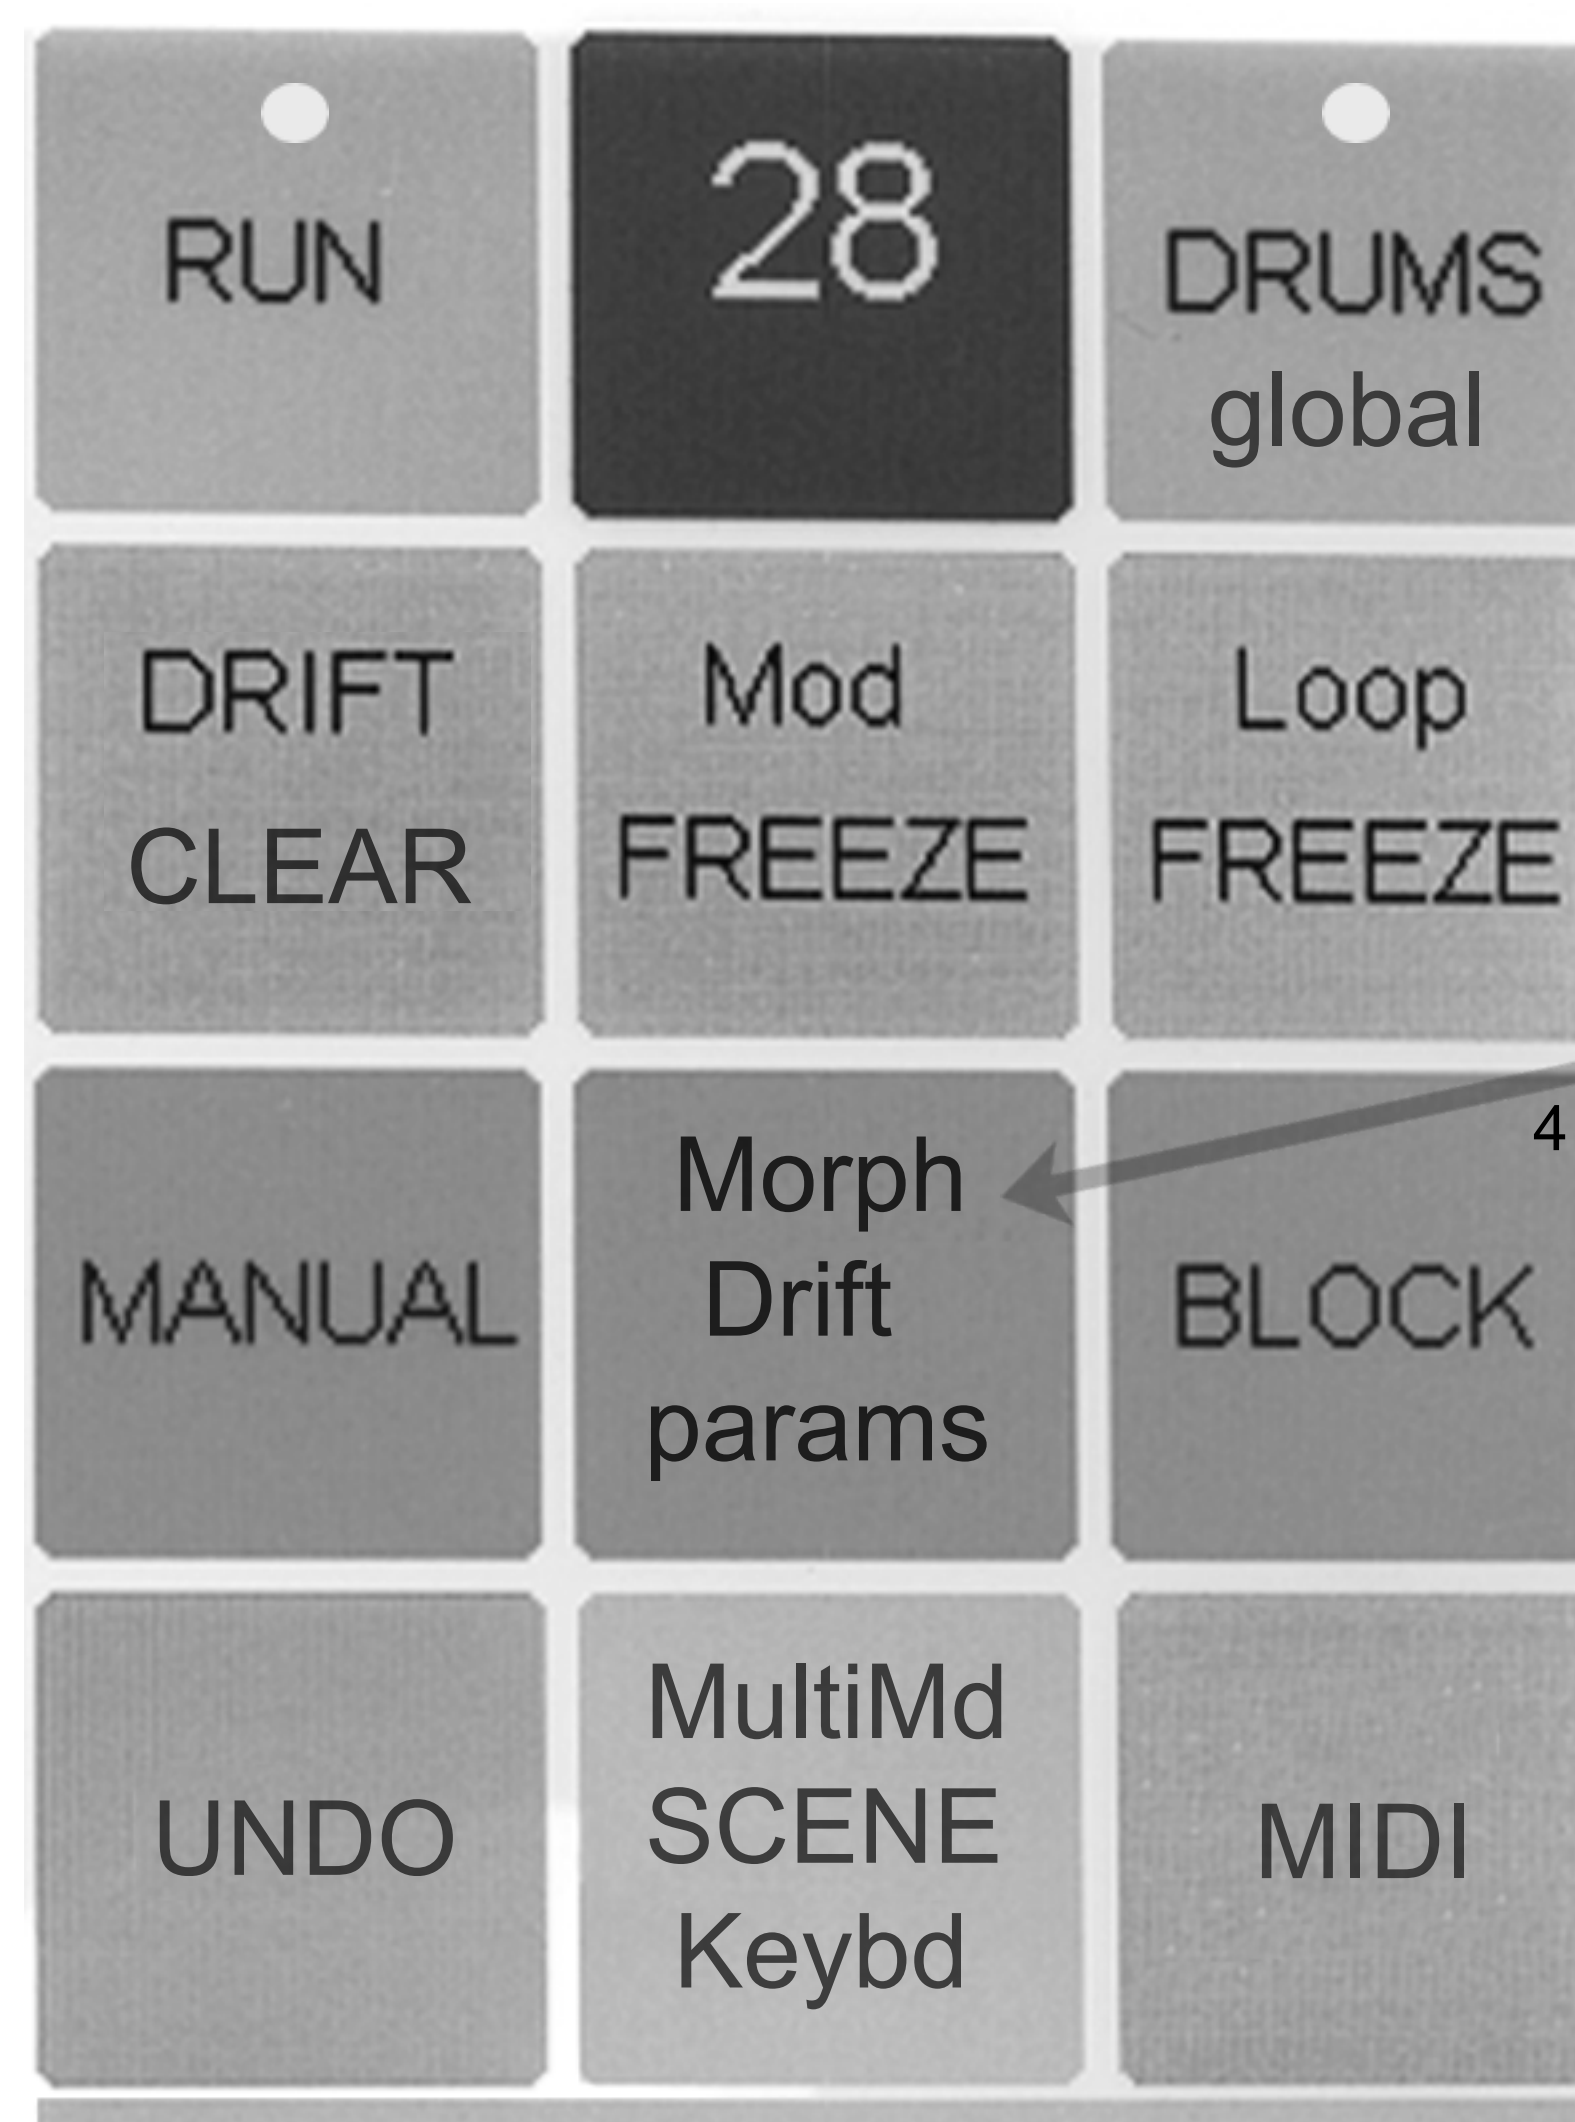 RUN
28
DRUMS
global
DRIFT
CLEAR
Mod
FREEZE
Loop
FREEZE
4
MANUAL
Morph
Drift
params
BLOCK
UNDO
MultiMd
SCENE
Keybd
MIDI